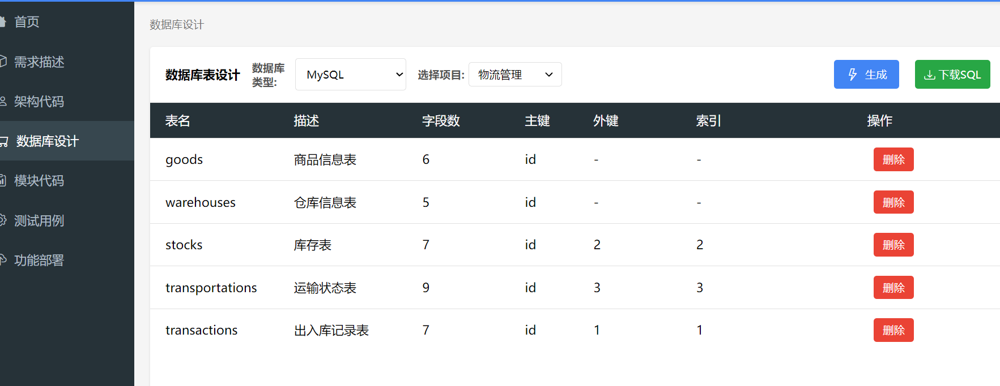 首页
需求描述
架构代码
数据库设计
模块代码
测试用例
功能部署
数据库设计
数据库表设计 数据库类型: MySQL 选择项目: 物流管理 生成 下载SQL
表名 描述 字段数 主键 外键 索引 操作
goods 商品信息表 6 id - - 删除
warehouses 仓库信息表 5 id - - 删除
stocks 库存表 7 id 2 2 删除
transportations 运输状态表 9 id 3 3 删除
transactions 出入库记录表 7 id 1 1 删除